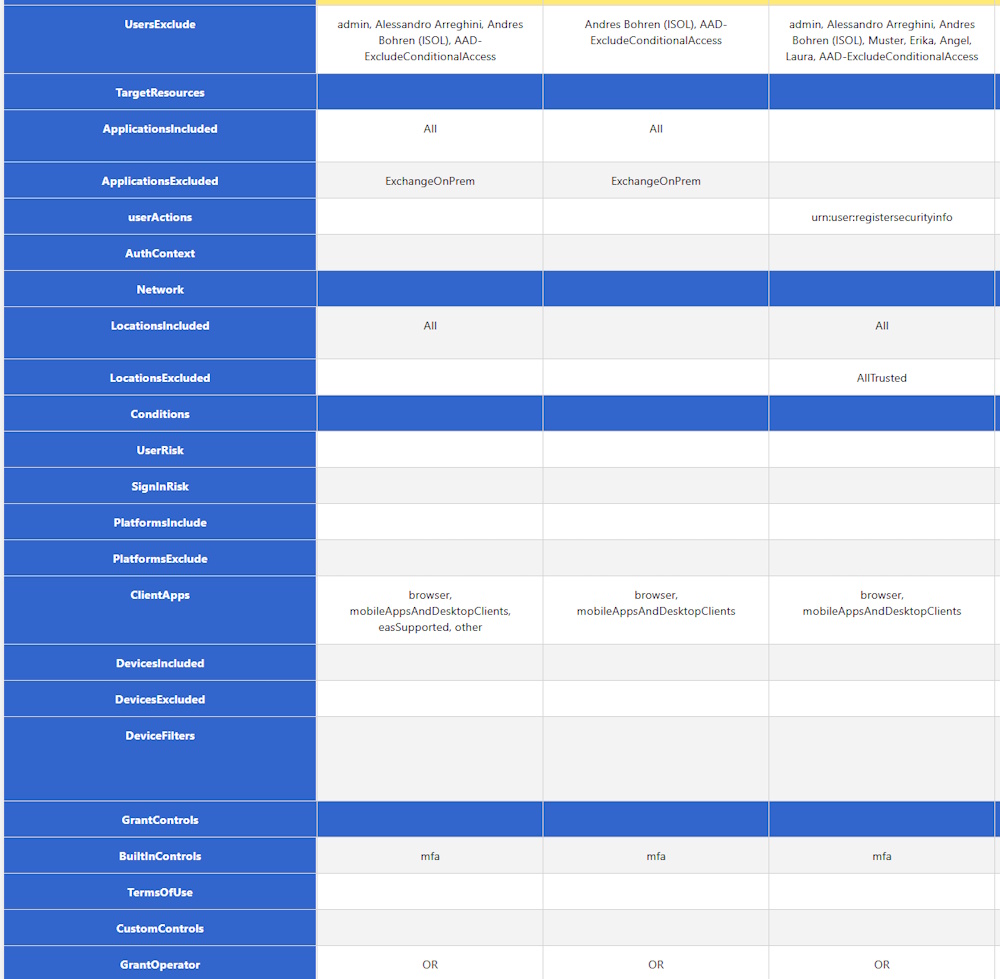 UsersExclude
admin, Alessandro Arreghini, Andres
Bohren (ISOL), AAD-
ExcludeConditionalAccess
Andres Bohren (ISOL), AAD-
ExcludeConditionalAccess
admin, Alessandro Arreghini, Andres
Bohren (ISOL), Muster, Erika, Angel,
Laura, AAD-ExcludeConditionalAccess
TargetResources
ApplicationsIncluded
All
All
ApplicationsExcluded
ExchangeOnPrem
ExchangeOnPrem
userActions
urn:user:registersecurityinfo
AuthContext
Network
LocationsIncluded
All
All
LocationsExcluded
AllTrusted
Conditions
UserRisk
SignInRisk
PlatformsInclude
PlatformsExclude
ClientApps
browser,
mobileAppsAndDesktopClients,
easSupported, other
browser,
mobileAppsAndDesktopClients
browser,
mobileAppsAndDesktopClients
DevicesIncluded
DevicesExcluded
DeviceFilters
GrantControls
BuiltInControls
mfa
mfa
mfa
TermsOfUse
CustomControls
GrantOperator
OR
OR
OR